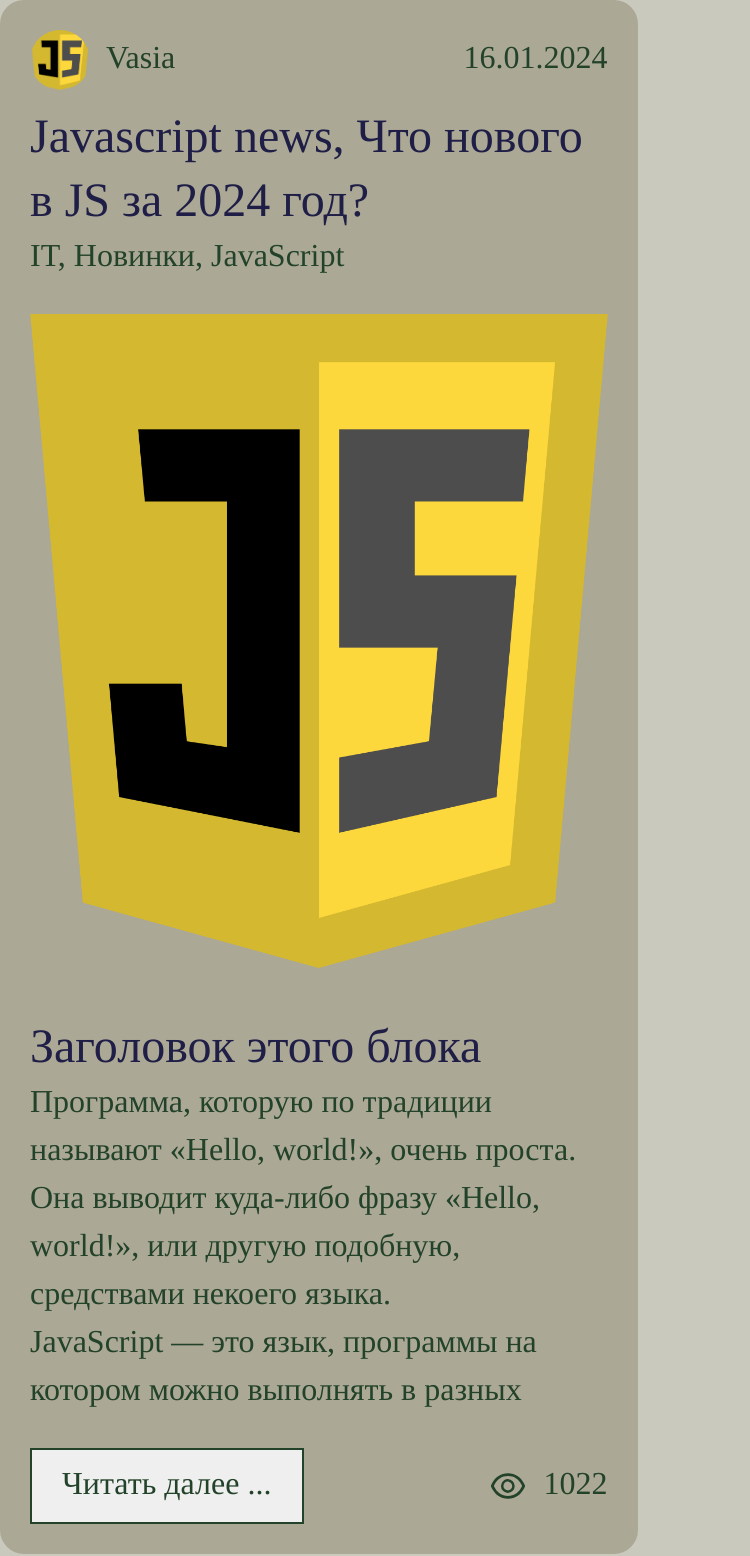 JS Vasia 16.01.2024
Javascript news, Что нового
в JS за 2024 год?
IT, Новинки, JavaScript
JS
Заголовок этого блока
Программа, которую по традиции
называют «Hello, world!», очень проста.
Она выводит куда-либо фразу «Hello,
world!», или другую подобную,
средствами некоего языка.
JavaScript — это язык, программы на
котором можно выполнять в разных
Читать далее ... 1022